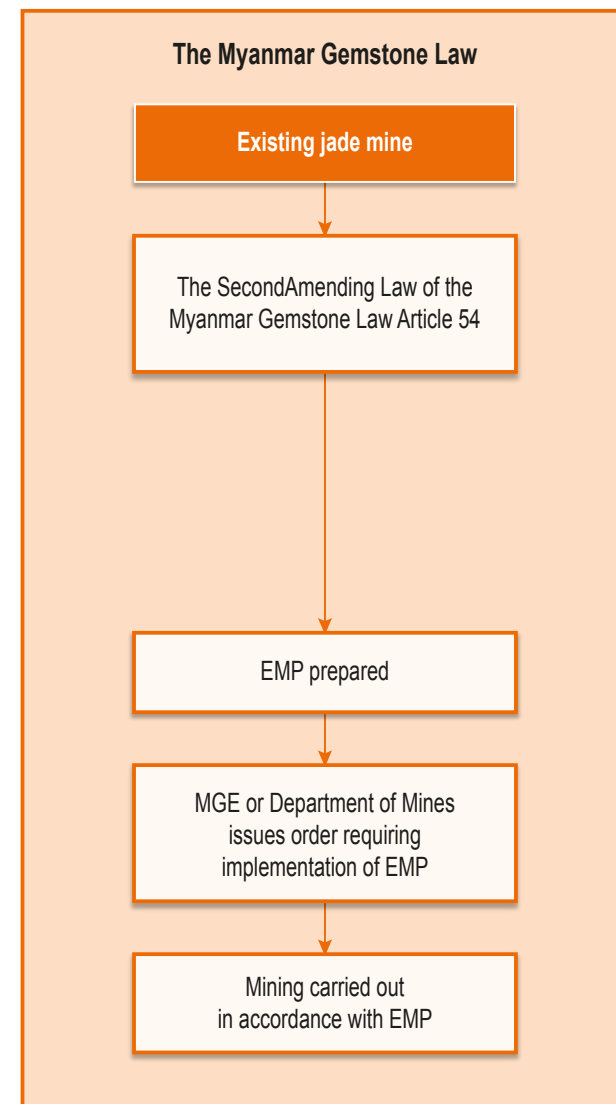 The Myanmar Gemstone Law
Existing jade mine
The SecondAmending Law of the
Myanmar Gemstone Law Article 54
EMP prepared
MGE or Department of Mines
issues order requiring
implementation of EMP
Mining carried out
in accordance with EMP